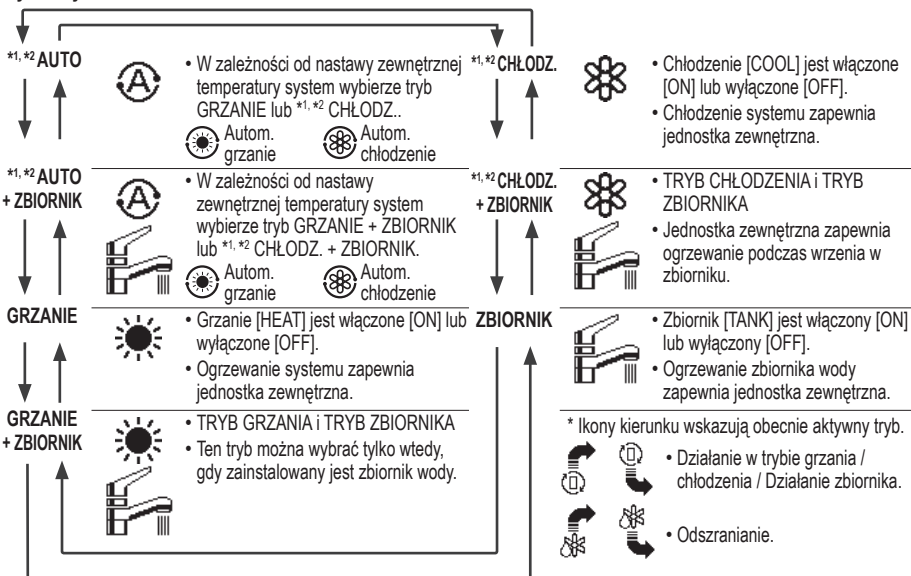 *1, *2 AUTO
• W zależności od nastawy zewnętrznej
temperatury system wybierze tryb
GRZANIE lub *1, *2 CHŁODZ..
Autom.
grzanie
Autom.
chłodzenie
*1, *2 AUTO
+ ZBIORNIK
• W zależności od nastawy
zewnętrznej temperatury system
wybierze tryb GRZANIE + ZBIORNIK
lub *1, *2 CHŁODZ. + ZBIORNIK.
Autom.
grzanie
Autom.
chłodzenie
GRZANIE
• Grzanie [HEAT] jest włączone [ON] lub
wyłączone [OFF].
• Ogrzewanie systemu zapewnia
jednostka zewnętrzna.
GRZANIE
+ ZBIORNIK
• TRYB GRZANIA i TRYB ZBIORNIKA
• Ten tryb można wybrać tylko wtedy,
gdy zainstalowany jest zbiornik wody.
*1, *2 CHŁODZ.
• Chłodzenie [COOL] jest włączone
[ON] lub wyłączone [OFF].
• Chłodzenie systemu zapewnia
jednostka zewnętrzna.
*1, *2 CHŁODZ.
+ ZBIORNIK
• TRYB CHŁODZENIA i TRYB
ZBIORNIKA
• Jednostka zewnętrzna zapewnia
ogrzewanie podczas wrzenia w
zbiorniku.
ZBIORNIK
• Zbiornik [TANK] jest włączony [ON]
lub wyłączony [OFF].
• Ogrzewanie zbiornika wody
zapewnia jednostka zewnętrzna.
* Ikony kierunku wskazują obecnie aktywny tryb.
• Działanie w trybie grzania /
chłodzenia / Działanie zbiornika.
• Odszranianie.